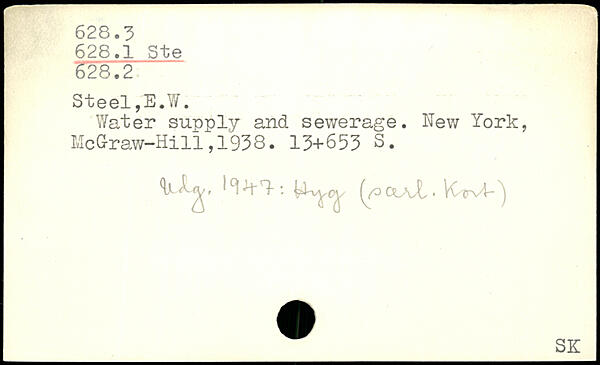 628.3
628.1 Ste
628.2
Steel,E.W.
Water supply and sewerage. New York,
McGraw-Hill,1938. 13+653 S.
Udg. 1947: Hyg (særl. Kort)
SK